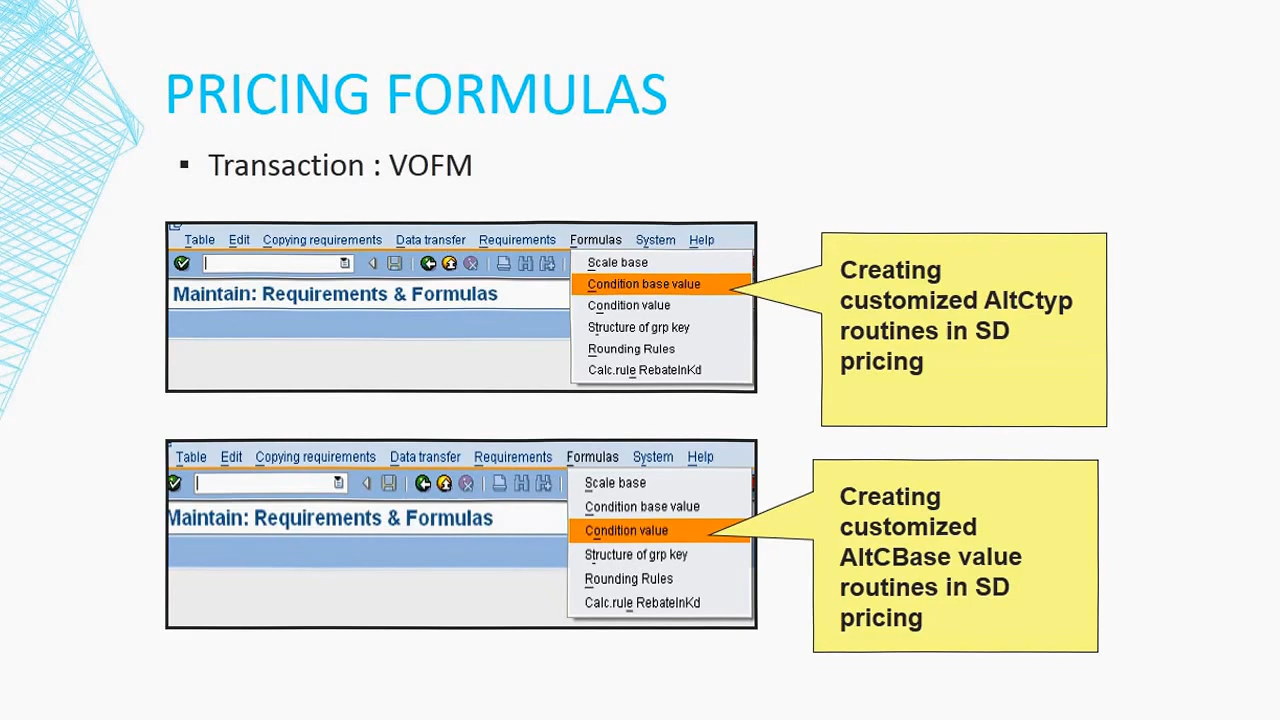 PRICING FORMULAS
▪ Transaction : VOFM
Table Edit Copying requirements Data transfer Requirements Formulas System Help
Scale base
Condition base value
Condition value
Structure of grp key
Rounding Rules
Calc.rule RebateInKd
Maintain: Requirements & Formulas
Creating
customized AltCtyp
routines in SD
pricing
Table Edit Copying requirements Data transfer Requirements Formulas System Help
Scale base
Condition base value
Condition value
Structure of grp key
Rounding Rules
Calc.rule RebateInKd
Maintain: Requirements & Formulas
Creating
customized
AltCBase value
routines in SD
pricing